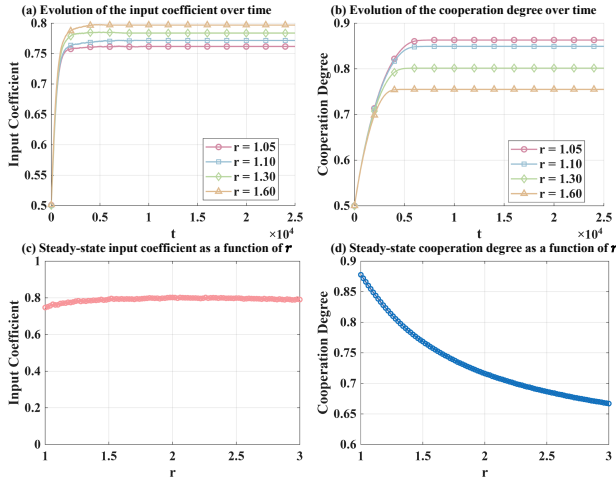 (a) Evolution of the input coefficient over time
0.8
0.75
0.7
0.65
0.6
0.55
0.5
Input Coefficient
0
0.5
1
1.5
2
2.5
t
×10⁴
r = 1.05
r = 1.10
r = 1.30
r = 1.60
(b) Evolution of the cooperation degree over time
0.9
0.8
0.7
0.6
0.5
Cooperation Degree
0
0.5
1
1.5
2
2.5
t
×10⁴
r = 1.05
r = 1.10
r = 1.30
r = 1.60
(c) Steady-state input coefficient as a function of r
1
0.8
0.6
0.4
0.2
0
Input Coefficient
1
1.5
2
2.5
3
r
(d) Steady-state cooperation degree as a function of r
0.9
0.85
0.8
0.75
0.7
0.65
0.6
Cooperation Degree
1
1.5
2
2.5
3
r